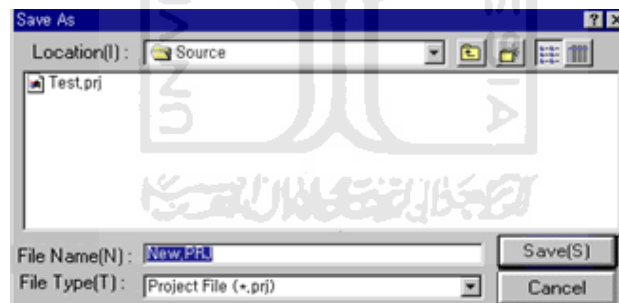 Save As
Location(I) : Source
Test.prj
File Name(N) : New.PRJ
Save(S)
File Type(T) : Project File (*.prj)
Cancel